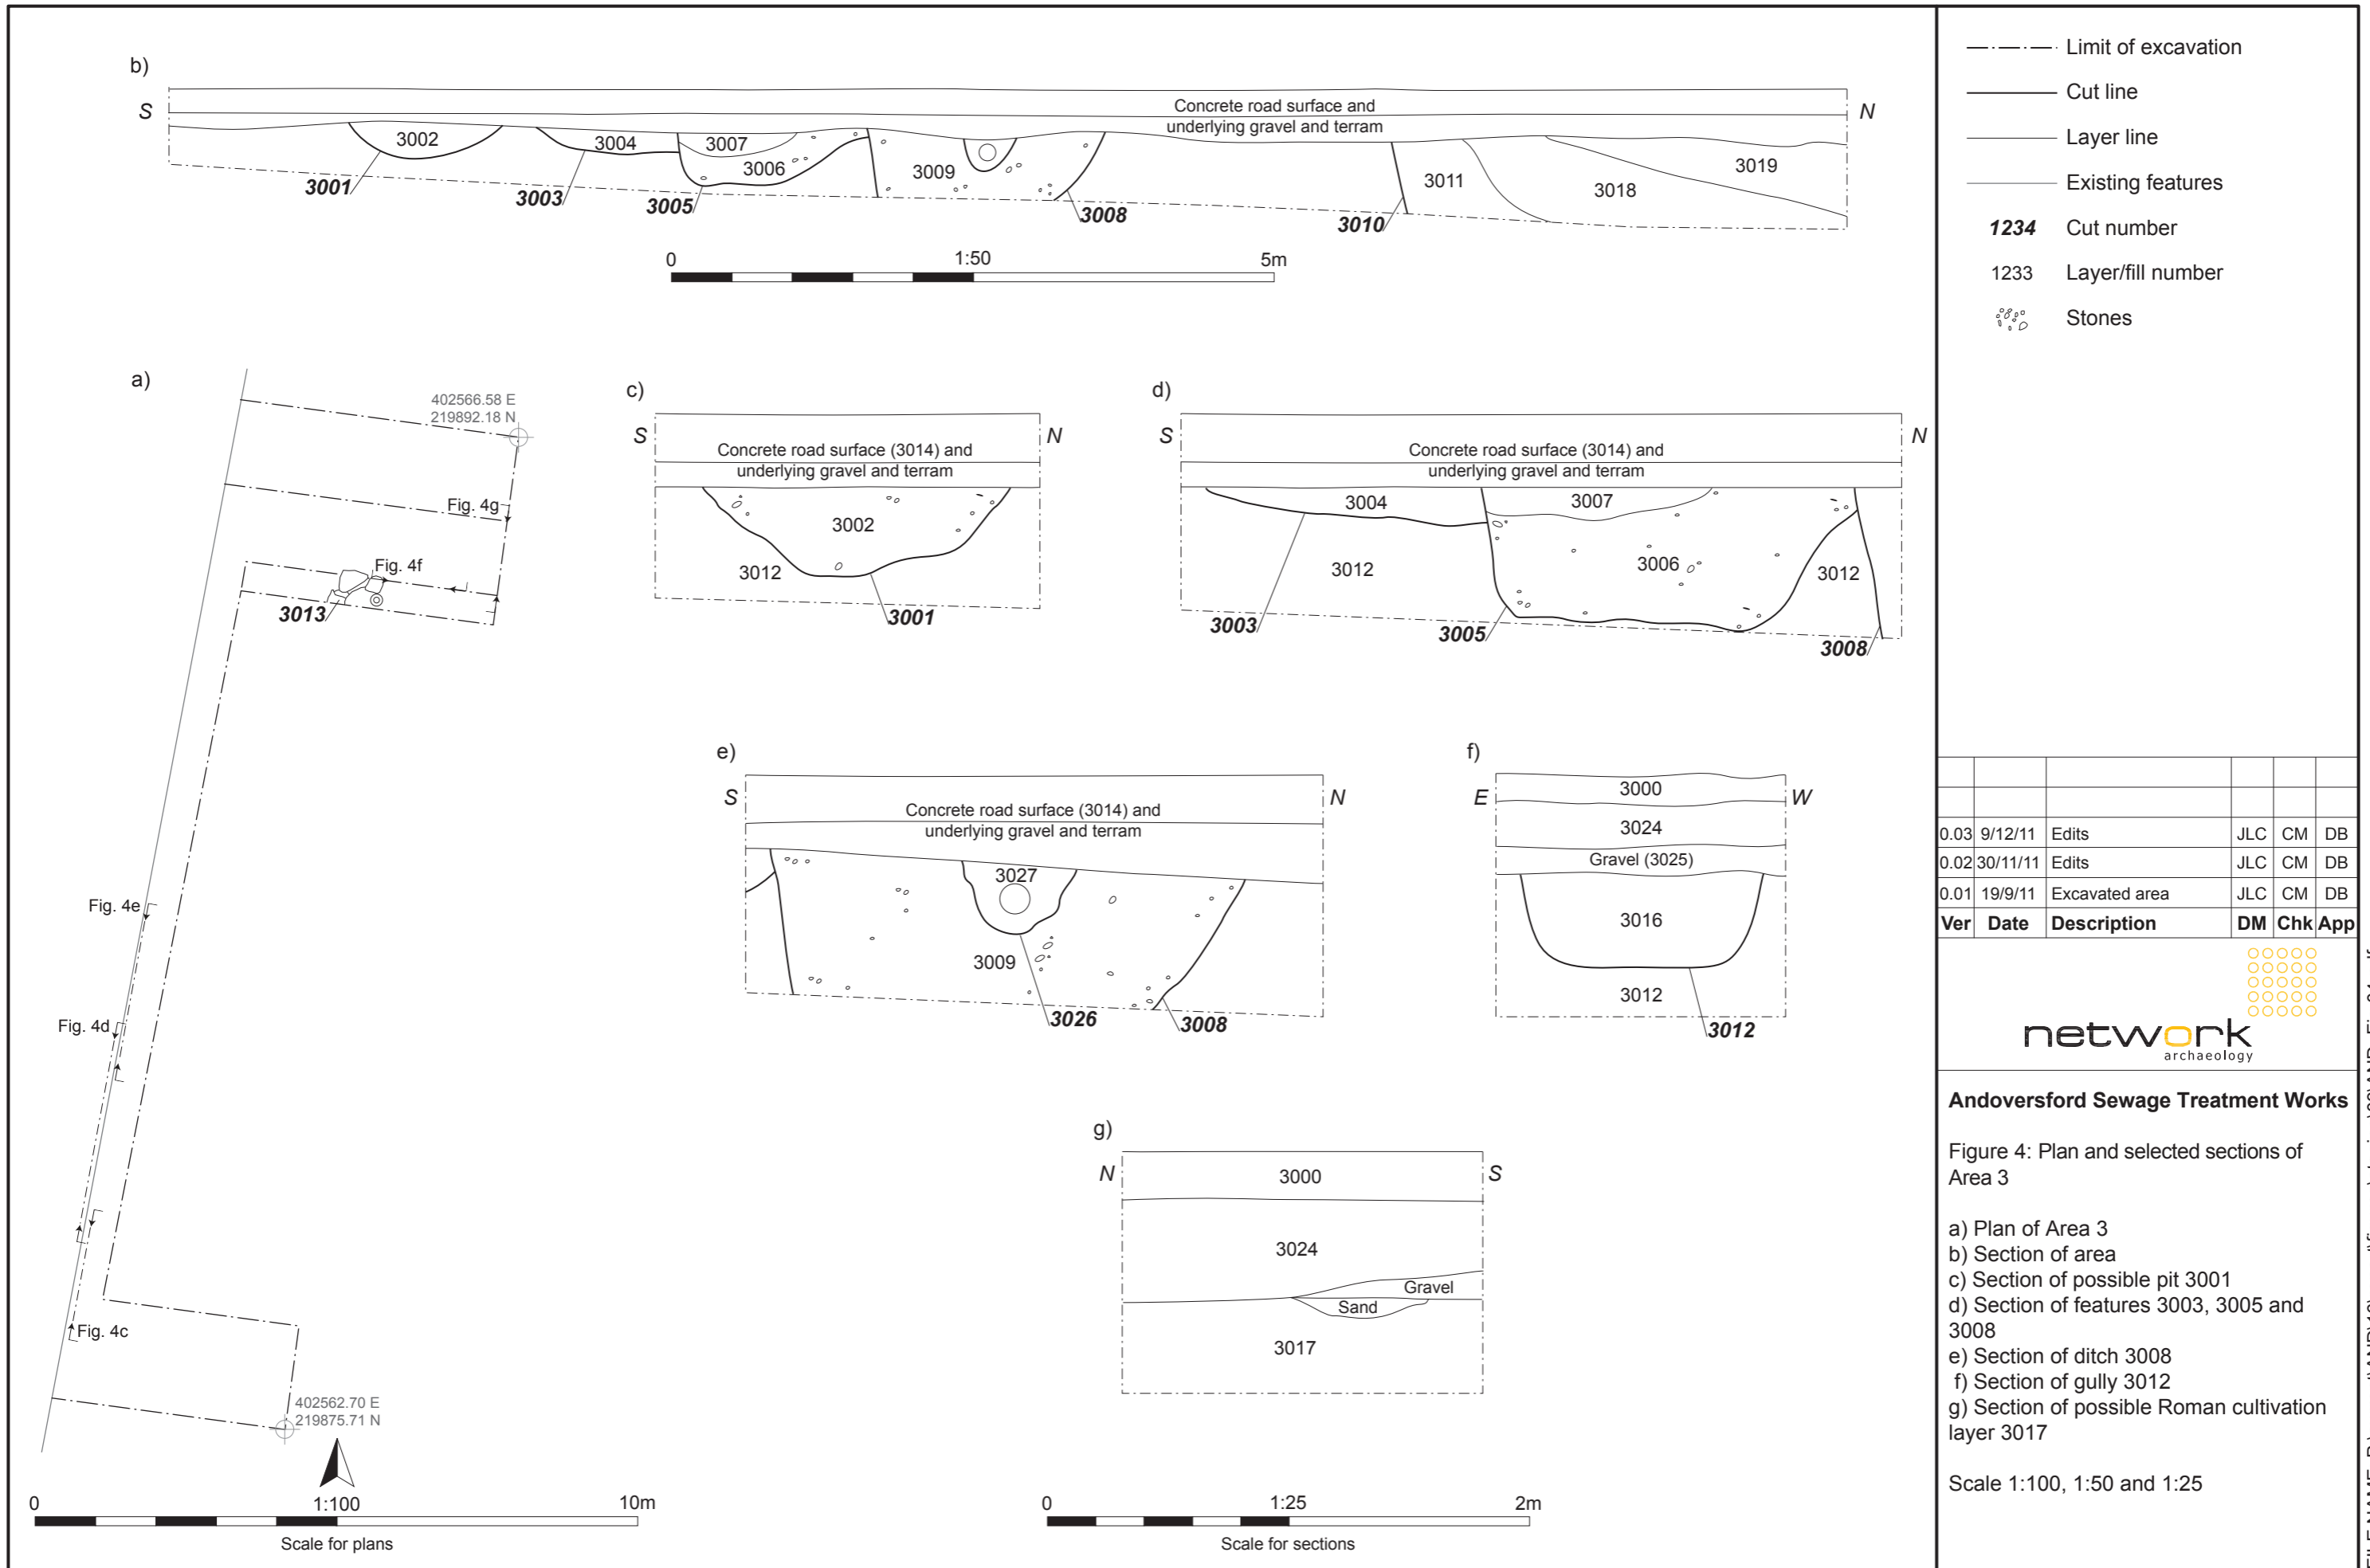 b)
S
N
Concrete road surface and
underlying gravel and terram
3002
3004
3007
3006
3009
3011
3018
3019
3001
3003
3005
3008
3010
0 1:50 5m
a)
402566.58 E
219892.18 N
Fig. 4g
Fig. 4f
3013
Fig. 4e
Fig. 4d
Fig. 4c
402562.70 E
219875.71 N
0 1:100 10m
Scale for plans
c)
S
N
Concrete road surface (3014) and
underlying gravel and terram
3002
3012
3001
d)
S
N
Concrete road surface (3014) and
underlying gravel and terram
3004
3007
3012
3006
3012
3003
3005
3008
e)
S
N
Concrete road surface (3014) and
underlying gravel and terram
3027
3009
3026
3008
f)
E
W
3000
3024
Gravel (3025)
3016
3012
3012
g)
N
S
3000
3024
Gravel
Sand
3017
0 1:25 2m
Scale for sections
Limit of excavation
Cut line
Layer line
Existing features
1234 Cut number
1233 Layer/fill number
Stones
0.03 9/12/11 Edits JLC CM DB
0.02 30/11/11 Edits JLC CM DB
0.01 19/9/11 Excavated area JLC CM DB
Ver Date Description DM Chk App
network
archaeology
Andoversford Sewage Treatment Works
Figure 4: Plan and selected sections of
Area 3
a) Plan of Area 3
b) Section of area
c) Section of possible pit 3001
d) Section of features 3003, 3005 and
3008
e) Section of ditch 3008
f) Section of gully 3012
g) Section of possible Roman cultivation
layer 3017
Scale 1:100, 1:50 and 1:25